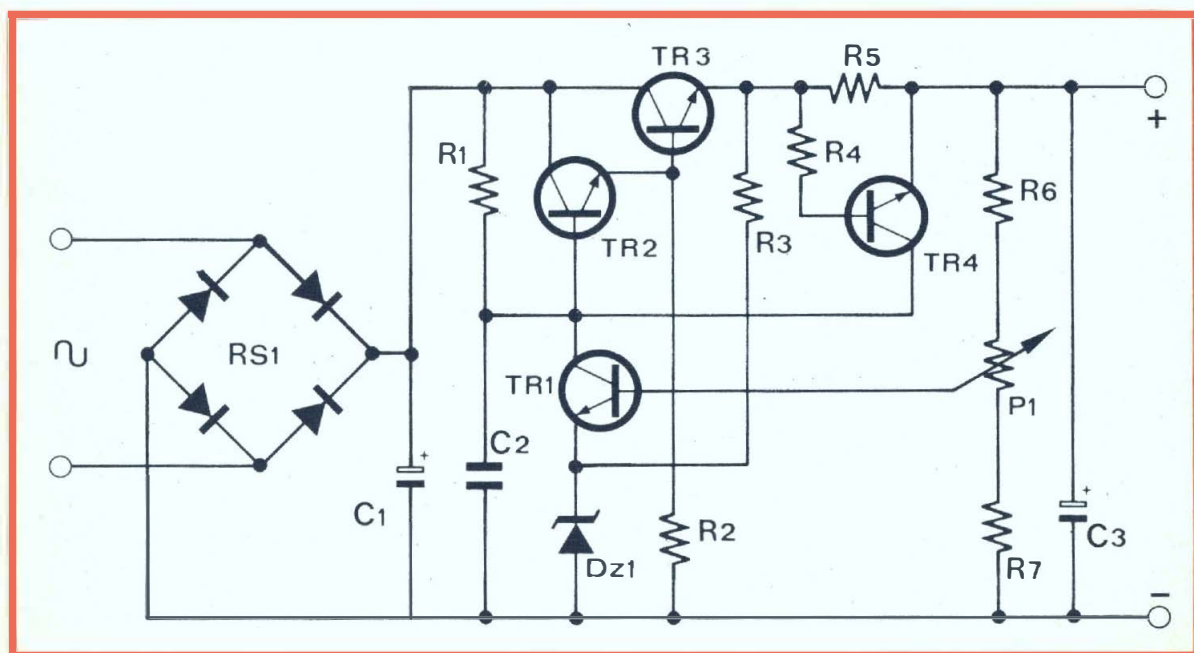 TR3
R5
+
R1
R4
R6
TR2
R3
TR4
RS1
TR1
P1
C2
+
C1
R2
+
C3
Dz1
R7
-